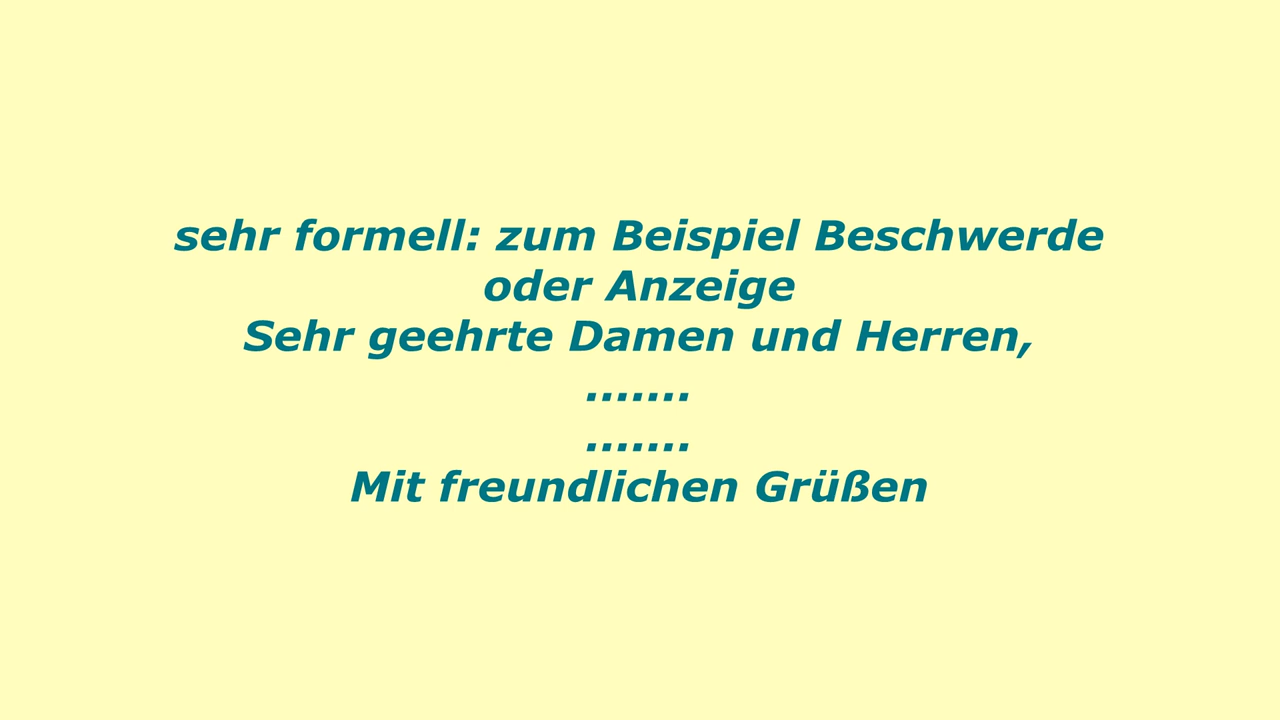 sehr formell: zum Beispiel Beschwerde
oder Anzeige
Sehr geehrte Damen und Herren,
.......
.......
Mit freundlichen Grüßen